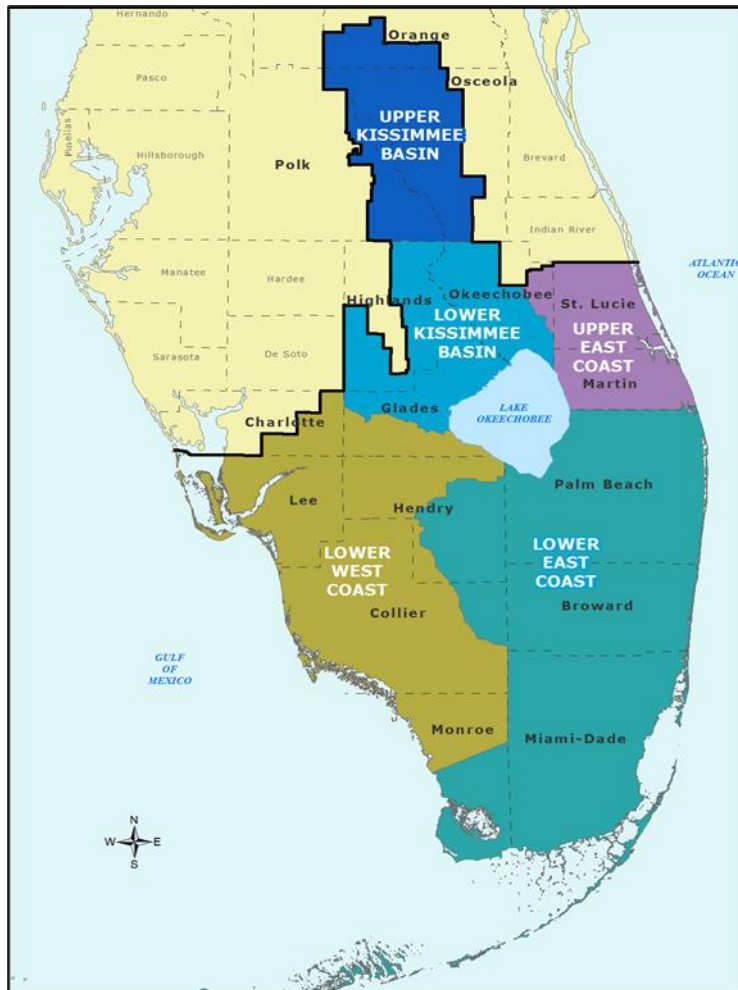 Hernando
Orange
Pasco
Osceola
UPPER
KISSIMMEE
BASIN
Pinellas
Hillsborough
Polk
Brevard
Indian River
ATLANTIC
OCEAN
Manatee
Hardee
Highlands
Okeechobee
St. Lucie
LOWER
KISSIMMEE
BASIN
UPPER
EAST
COAST
Sarasota
De Soto
Martin
Glades
LAKE
OKEECHOBEE
Charlotte
Palm Beach
Lee
Hendry
LOWER
WEST
COAST
LOWER
EAST
COAST
Collier
Broward
GULF
OF
MEXICO
Monroe
Miami-Dade
N
W
E
S